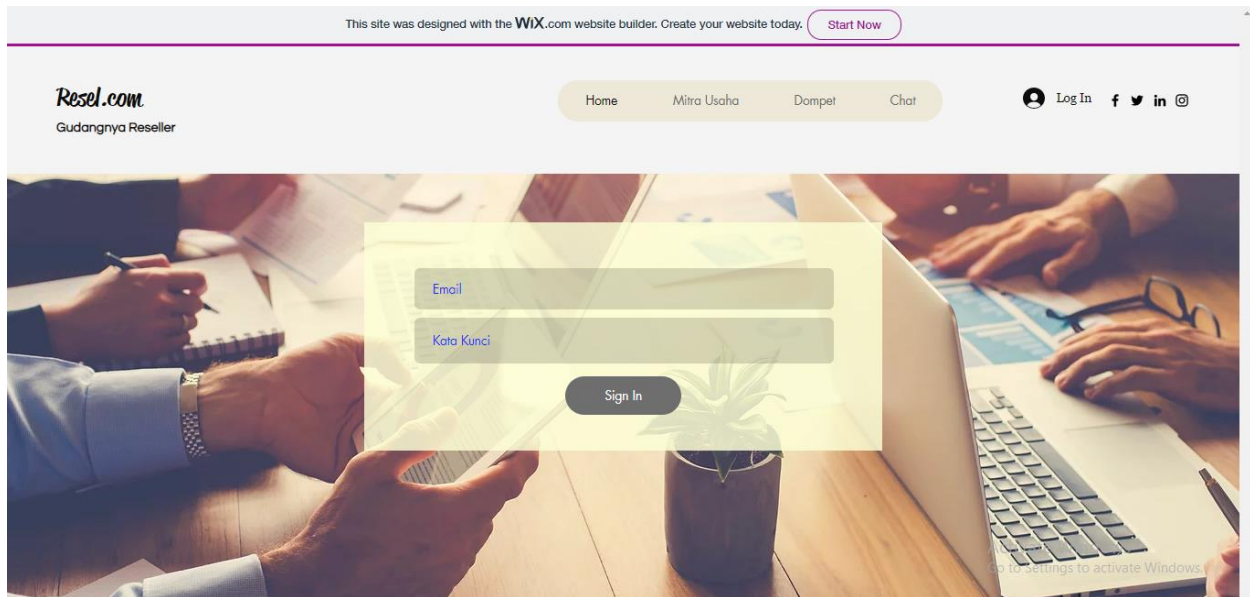 This site was designed with the WiX.com website builder. Create your website today. Start Now
Resel.com
Gudangnya Reseller
Home Mitra Usaha Dompet Chat
Log In
Email
Kata Kunci
Sign In
Go to Settings to activate Windows.